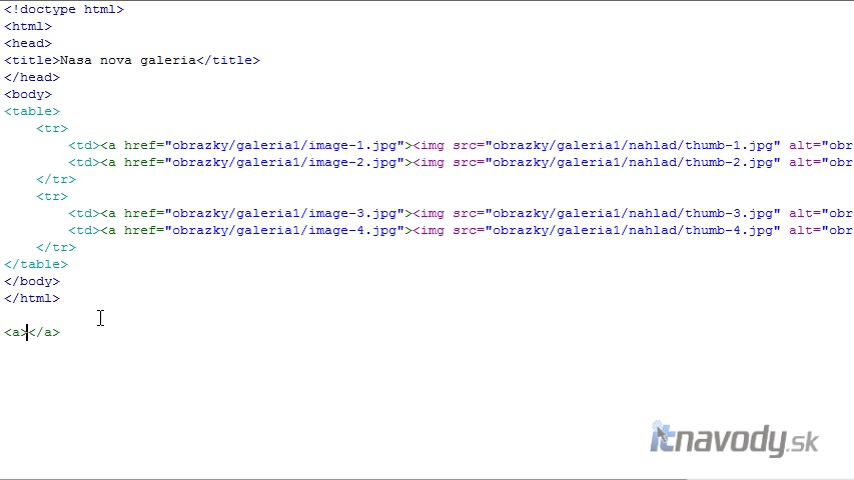 <!doctype html>
<html>
<head>
<title>Nasa nova galeria</title>
</head>
<body>
<table>
<tr>
<td><a href="obrazky/galeria1/image-1.jpg"><img src="obrazky/galeria1/nahlad/thumb-1.jpg" alt="obr
<td><a href="obrazky/galeria1/image-2.jpg"><img src="obrazky/galeria1/nahlad/thumb-2.jpg" alt="obr
</tr>
<tr>
<td><a href="obrazky/galeria1/image-3.jpg"><img src="obrazky/galeria1/nahlad/thumb-3.jpg" alt="obr
<td><a href="obrazky/galeria1/image-4.jpg"><img src="obrazky/galeria1/nahlad/thumb-4.jpg" alt="obr
</tr>
</table>
</body>
</html>
<a></a>
itnavody.sk